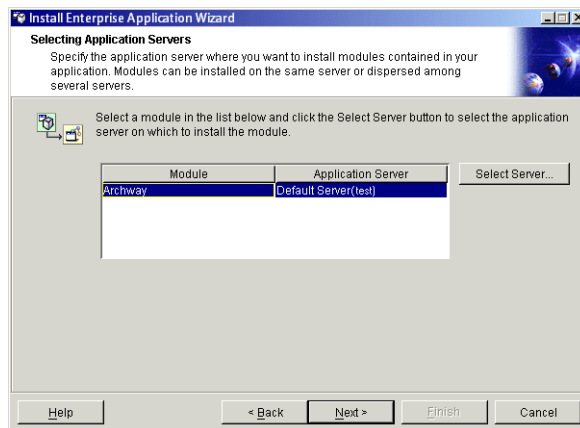 Install Enterprise Application Wizard
Selecting Application Servers
Specify the application server where you want to install modules contained in your
application. Modules can be installed on the same server or dispersed among
several servers.
Select a module in the list below and click the Select Server button to select the application
server on which to install the module.
Module Application Server Select Server...
Archway Default Server(test)
Help < Back Next > Finish Cancel